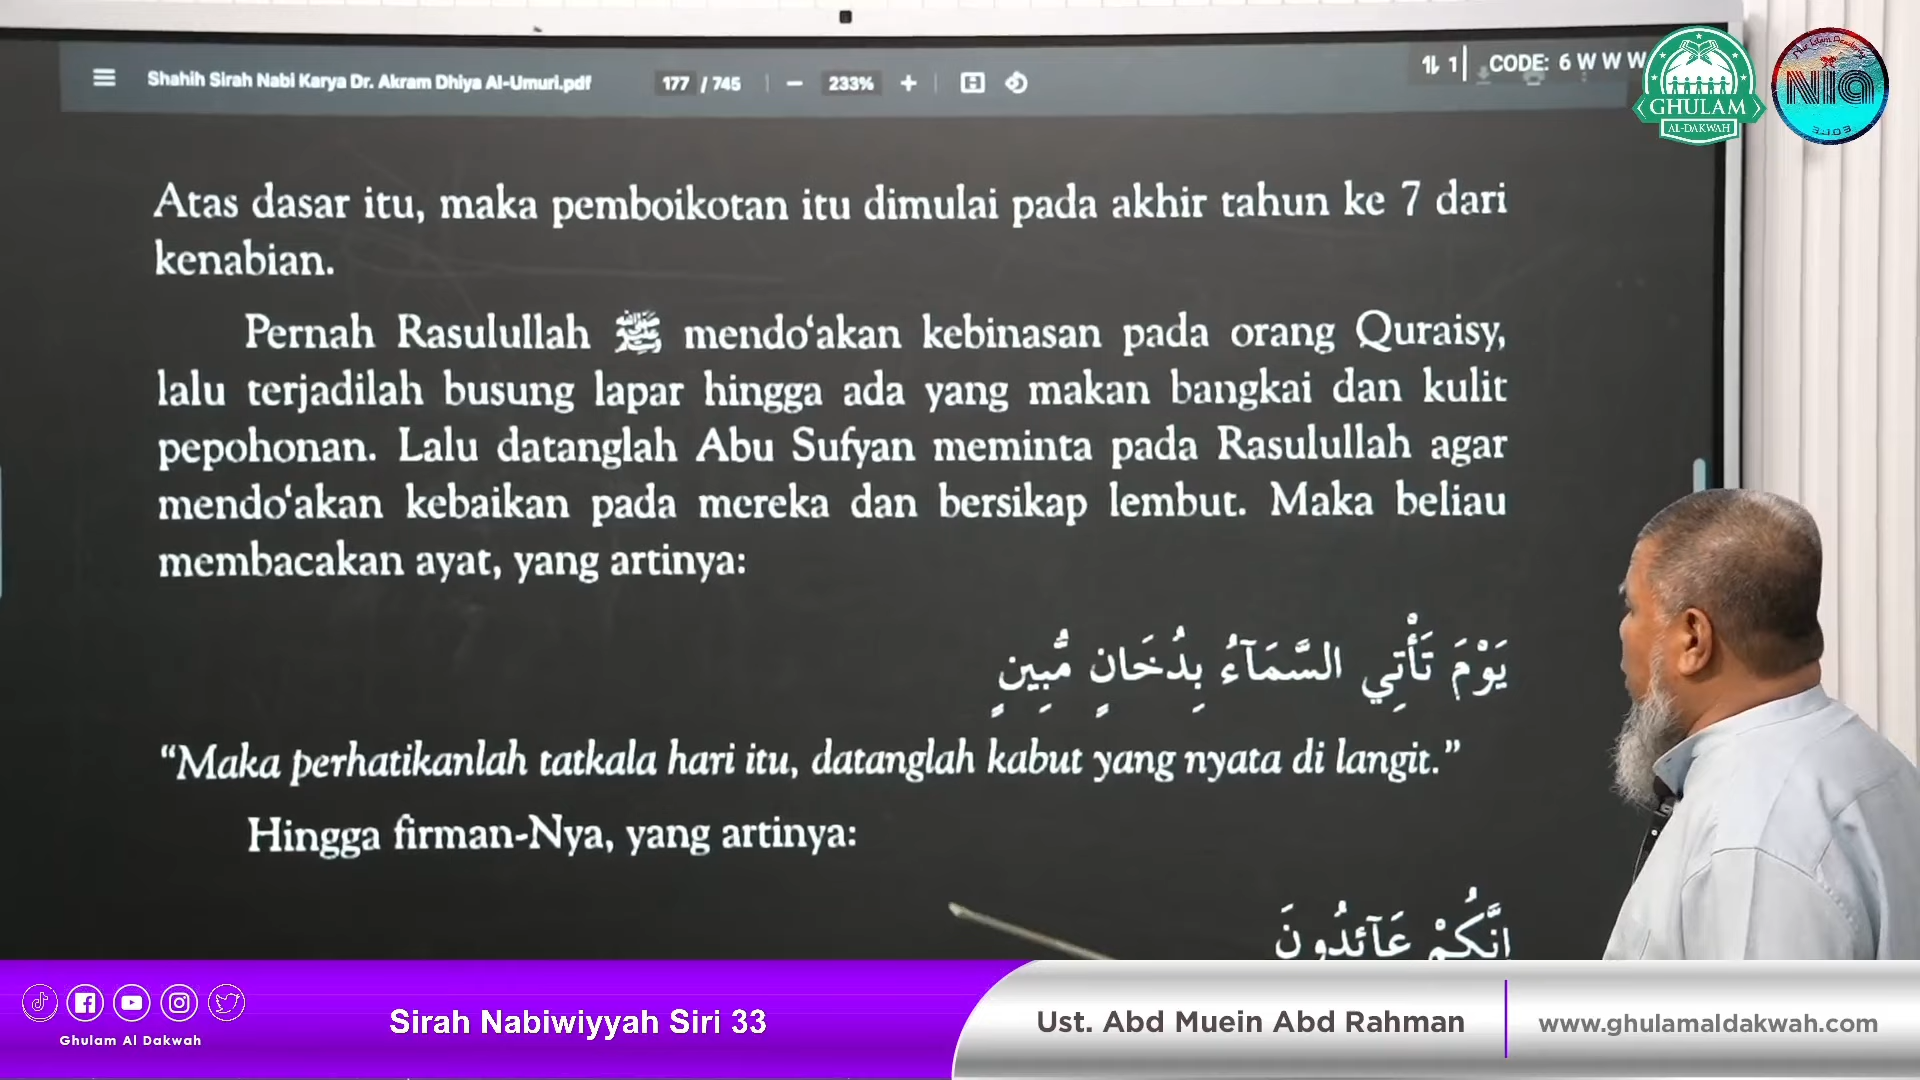 Shahih Sirah Nabi Karya Dr. Akram Dhiya Al-Umuri.pdf 177 / 745 233% CODE: 6 W W W
GHULAM
AL-DAKWAH
NIA
Atas dasar itu, maka pemboikotan itu dimulai pada akhir tahun ke 7 dari
kenabian.
Pernah Rasulullah ﷺ mendo‘akan kebinasan pada orang Quraisy,
lalu terjadilah busung lapar hingga ada yang makan bangkai dan kulit
pepohonan. Lalu datanglah Abu Sufyan meminta pada Rasulullah agar
mendo‘akan kebaikan pada mereka dan bersikap lembut. Maka beliau
membacakan ayat, yang artinya:
يَوْمَ تَأْتِي السَّمَآءُ بِدُخَانٍ مُّبِينٍ
“Maka perhatikanlah tatkala hari itu, datanglah kabut yang nyata di langit.”
Hingga firman-Nya, yang artinya:
إِنَّكُمْ عَآئِدُونَ
Ghulam Al Dakwah
Sirah Nabiwiyyah Siri 33
Ust. Abd Muein Abd Rahman
www.ghulamaldakwah.com